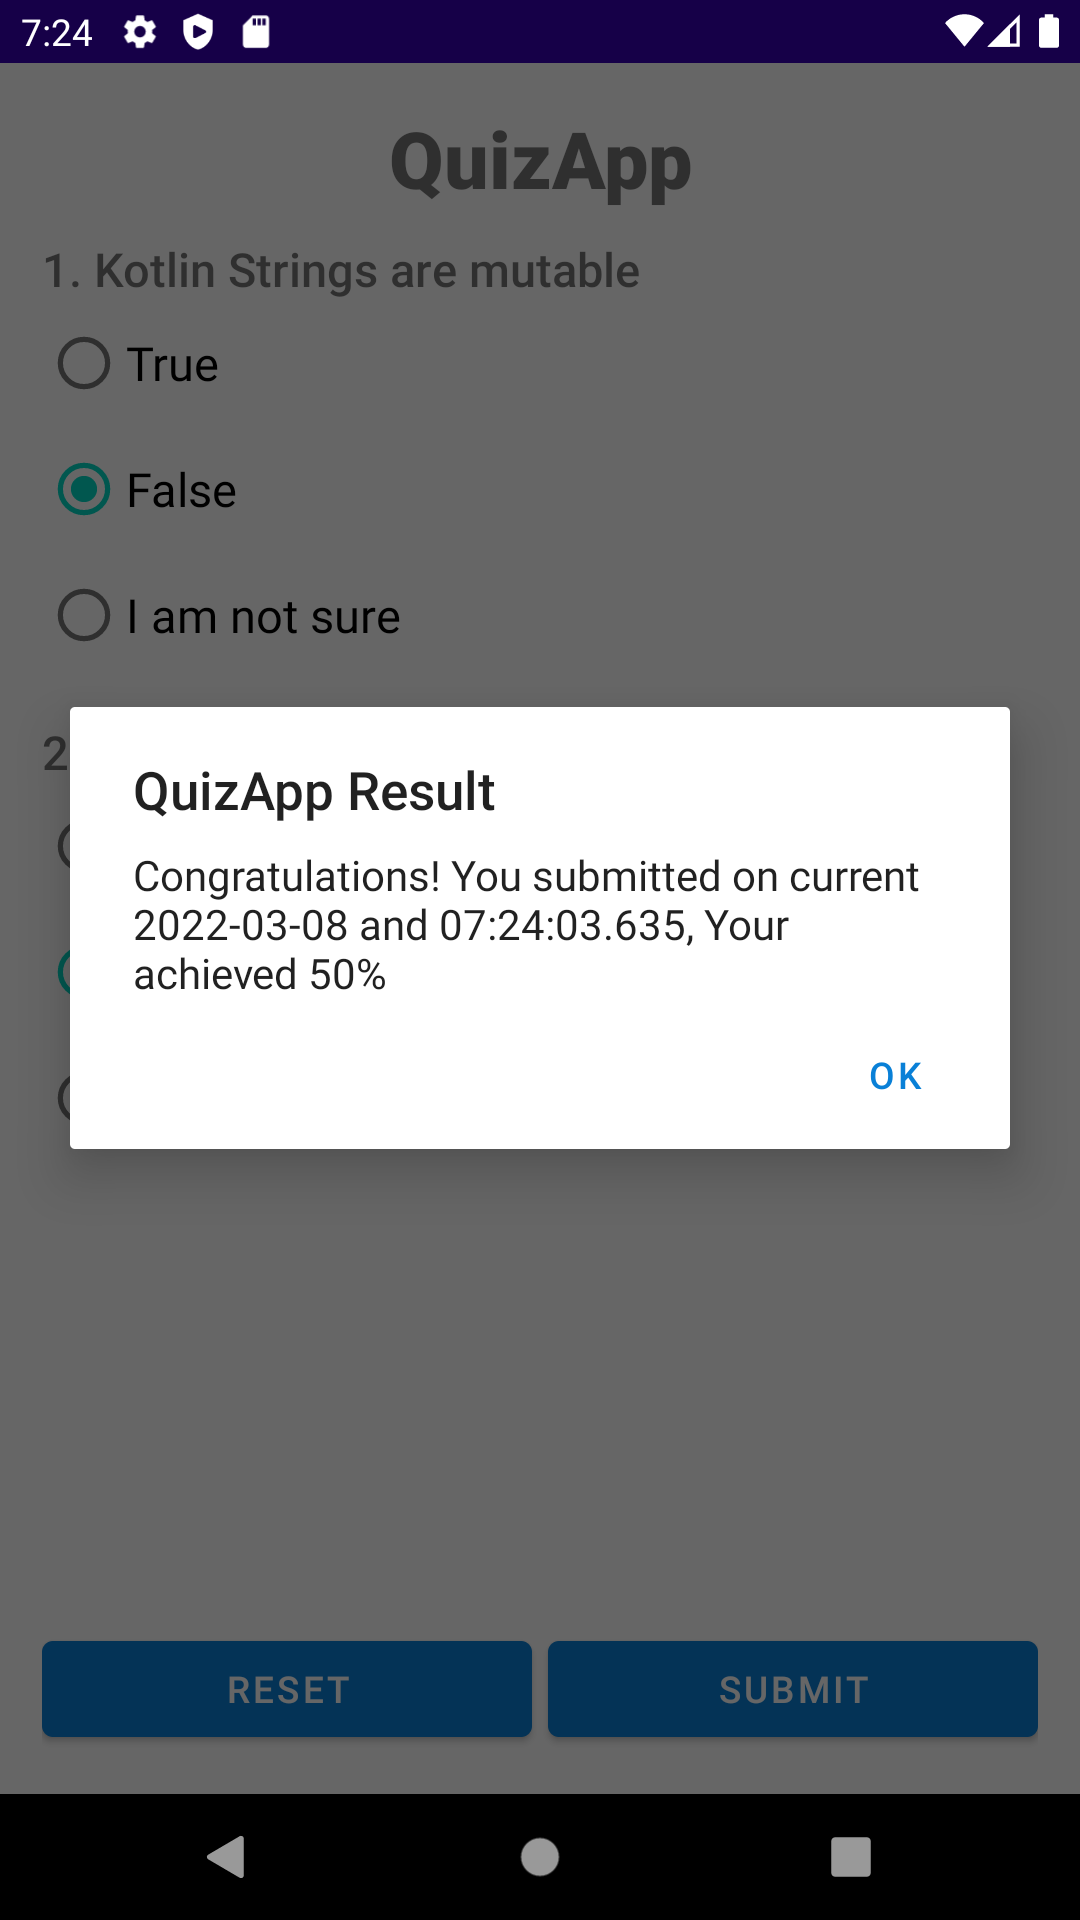 7:24
QuizApp
1. Kotlin Strings are mutable
True
False
I am not sure
2
QuizApp Result
Congratulations! You submitted on current
2022-03-08 and 07:24:03.635, Your
achieved 50%
OK
RESET
SUBMIT